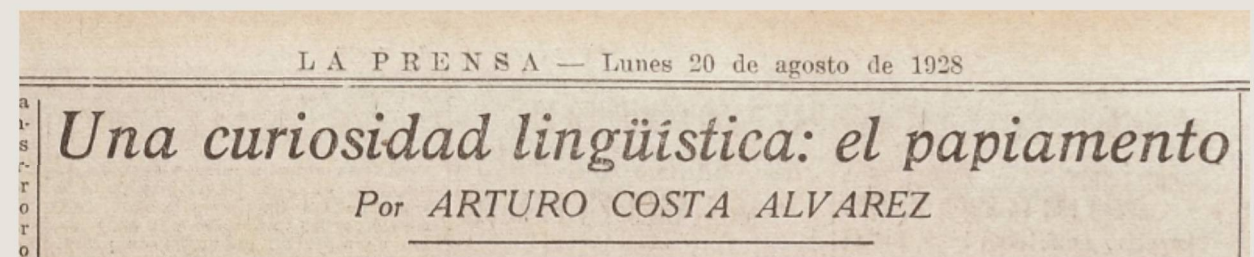 LA PRENSA — Lunes 20 de agosto de 1928
Una curiosidad lingüística: el papiamento
Por ARTURO COSTA ALVAREZ